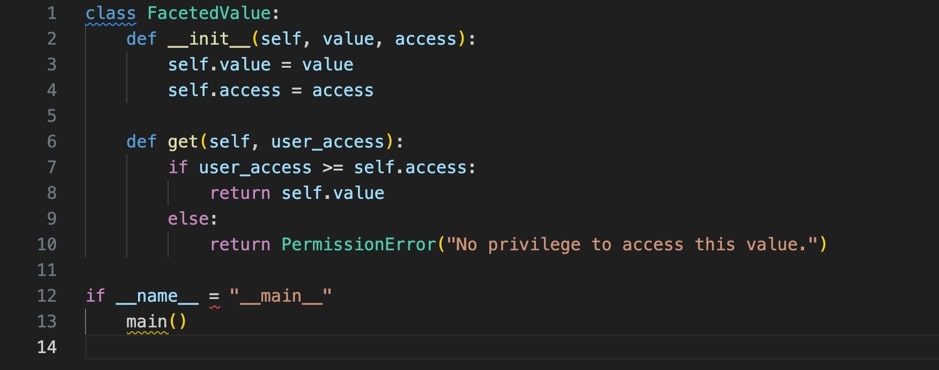 1 class FacetedValue:
2     def __init__(self, value, access):
3         self.value = value
4         self.access = access
5
6     def get(self, user_access):
7         if user_access >= self.access:
8             return self.value
9         else:
10             return PermissionError("No privilege to access this value.")
11
12 if __name__ = "__main__"
13     main()
14